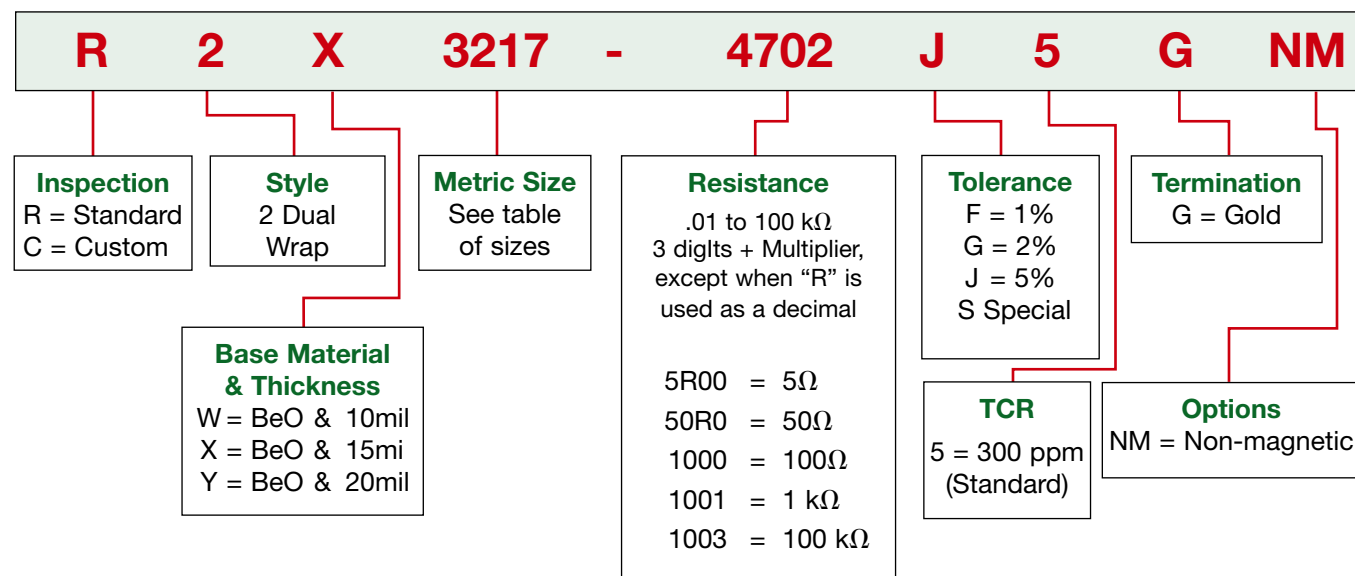 R 2 X 3217 - 4702 J 5 G NM
Inspection
R = Standard
C = Custom
Style
2 Dual
Wrap
Metric Size
See table
of sizes
Resistance
.01 to 100 kΩ
3 digIts + Multiplier,
except when “R” is
used as a decimal
5R00 = 5Ω
50R0 = 50Ω
1000 = 100Ω
1001 = 1 kΩ
1003 = 100 kΩ
Tolerance
F = 1%
G = 2%
J = 5%
S Special
Termination
G = Gold
Base Material
& Thickness
W = BeO & 10mil
X = BeO & 15mi
Y = BeO & 20mil
TCR
5 = 300 ppm
(Standard)
Options
NM = Non-magnetic